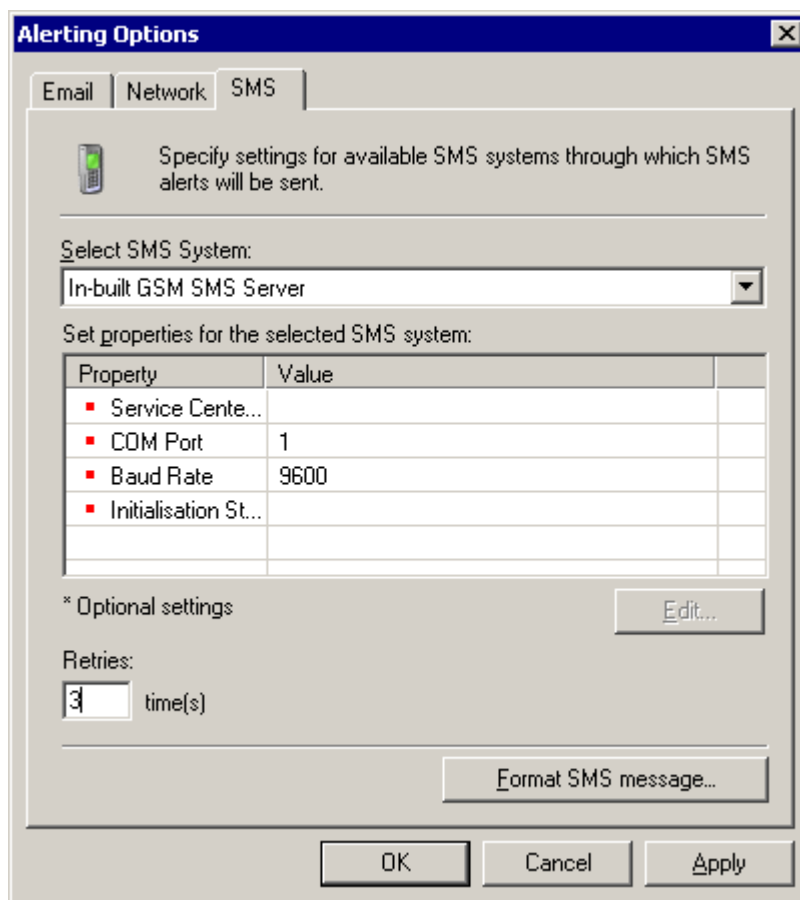 Alerting Options
Email Network SMS
Specify settings for available SMS systems through which SMS
alerts will be sent.
Select SMS System:
In-built GSM SMS Server
Set properties for the selected SMS system:
Property Value
Service Cente...
COM Port 1
Baud Rate 9600
Initialisation St...
* Optional settings
Edit...
Retries:
3 time(s)
Format SMS message...
OK Cancel Apply